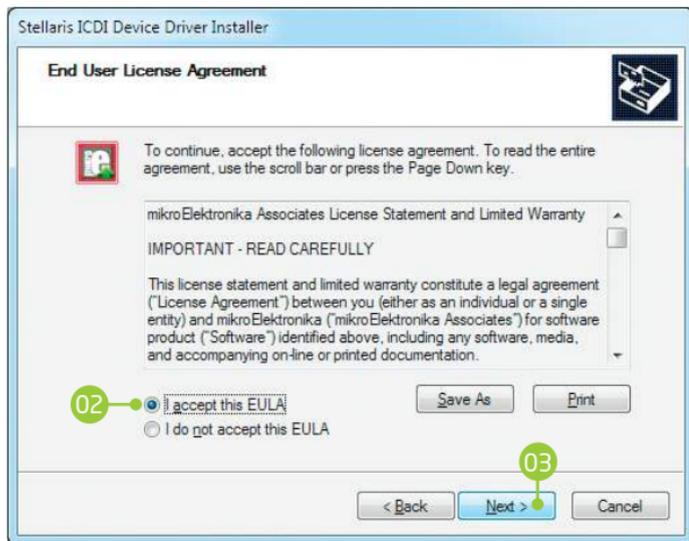 Stellaris ICDI Device Driver Installer
End User License Agreement
To continue, accept the following license agreement. To read the entire
agreement, use the scroll bar or press the Page Down key.
mikroElektronika Associates License Statement and Limited Warranty
IMPORTANT - READ CAREFULLY
This license statement and limited warranty constitute a legal agreement
("License Agreement") between you (either as an individual or a single
entity) and mikroElektronika ("mikroElektronika Associates") for software
product ("Software") identified above, including any software, media,
and accompanying on-line or printed documentation.
02 I accept this EULA Save As Print
I do not accept this EULA
03
< Back Next > Cancel